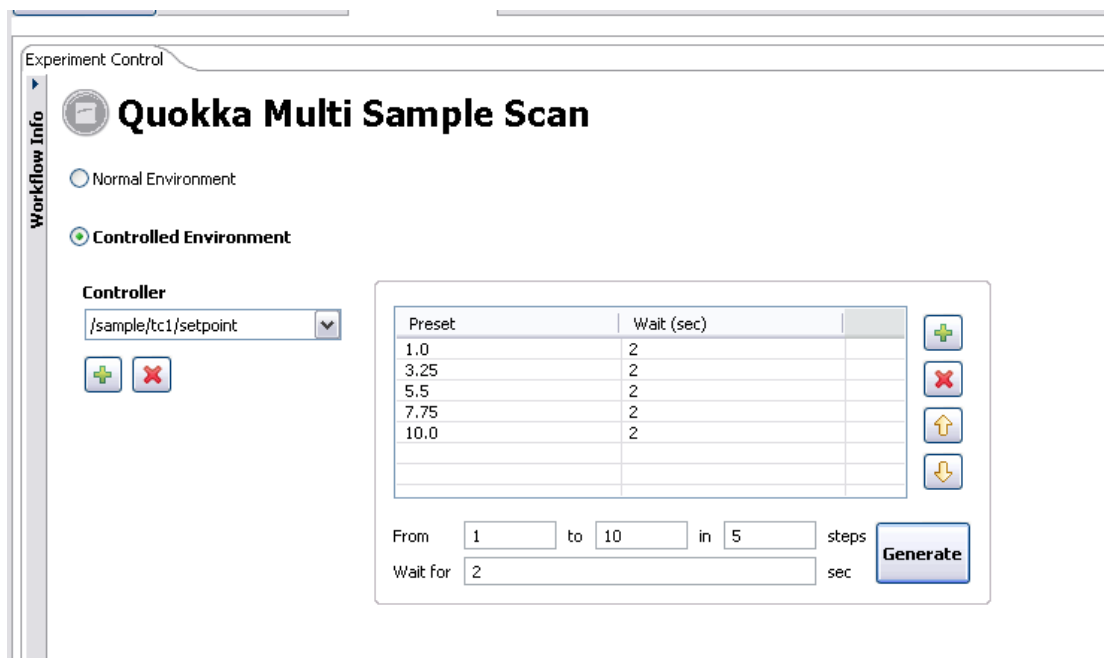 Experiment Control
Workflow Info
Quokka Multi Sample Scan
Normal Environment
Controlled Environment
Controller
/sample/tc1/setpoint
Preset Wait (sec)
1.0 2
3.25 2
5.5 2
7.75 2
10.0 2
From 1 to 10 in 5 steps
Generate
Wait for 2 sec